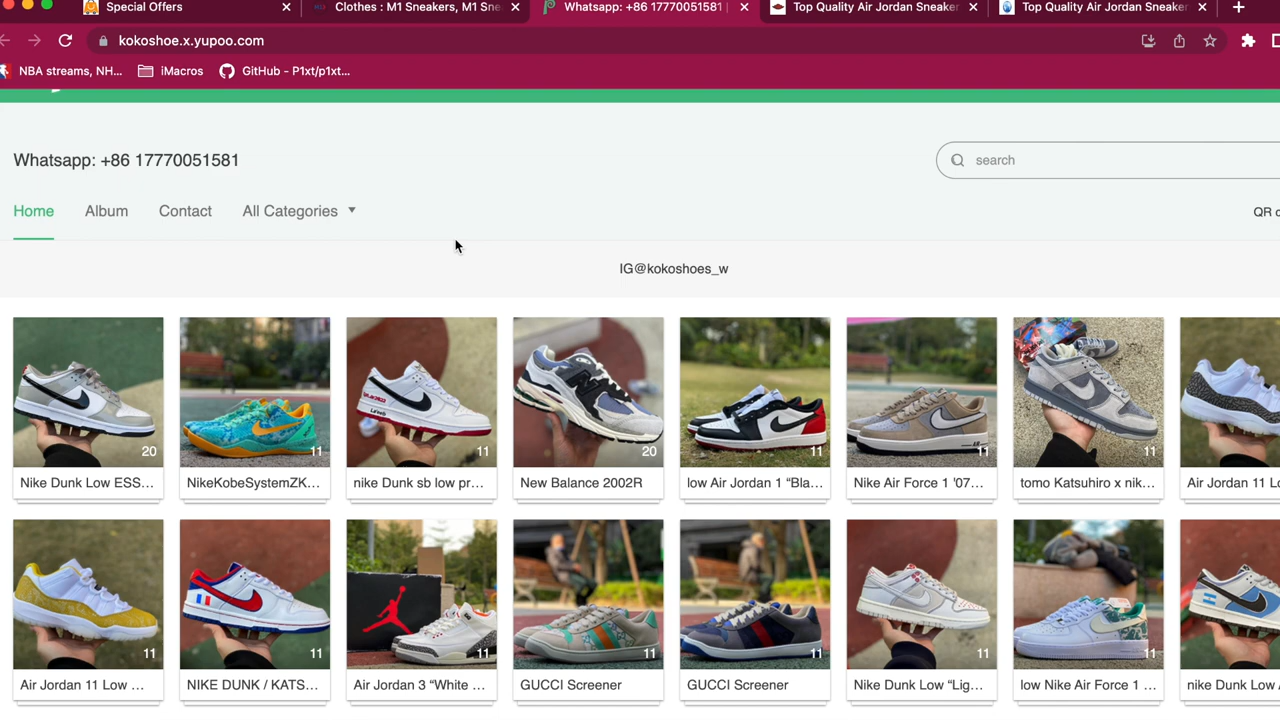 Special Offers
Clothes : M1 Sneakers, M1 Sne
Whatsapp: +86 17770051581 |
Top Quality Air Jordan Sneaker
Top Quality Air Jordan Sneaker
kokoshoe.x.yupoo.com
NBA streams, NH...
iMacros
GitHub - P1xt/p1xt...
Whatsapp: +86 17770051581
search
Home
Album
Contact
All Categories
QR c
IG@kokoshoes_w
20
11
11
20
11
11
11
Nike Dunk Low ESS...
NikeKobeSystemZK...
nike Dunk sb low pr...
New Balance 2002R
low Air Jordan 1 “Bla...
Nike Air Force 1 '07...
tomo Katsuhiro x nik...
Air Jordan 11 Lo
11
11
11
11
11
11
11
Air Jordan 11 Low ...
NIKE DUNK / KATS...
Air Jordan 3 “White ...
GUCCI Screener
GUCCI Screener
Nike Dunk Low “Lig...
low Nike Air Force 1 ...
nike Dunk Low